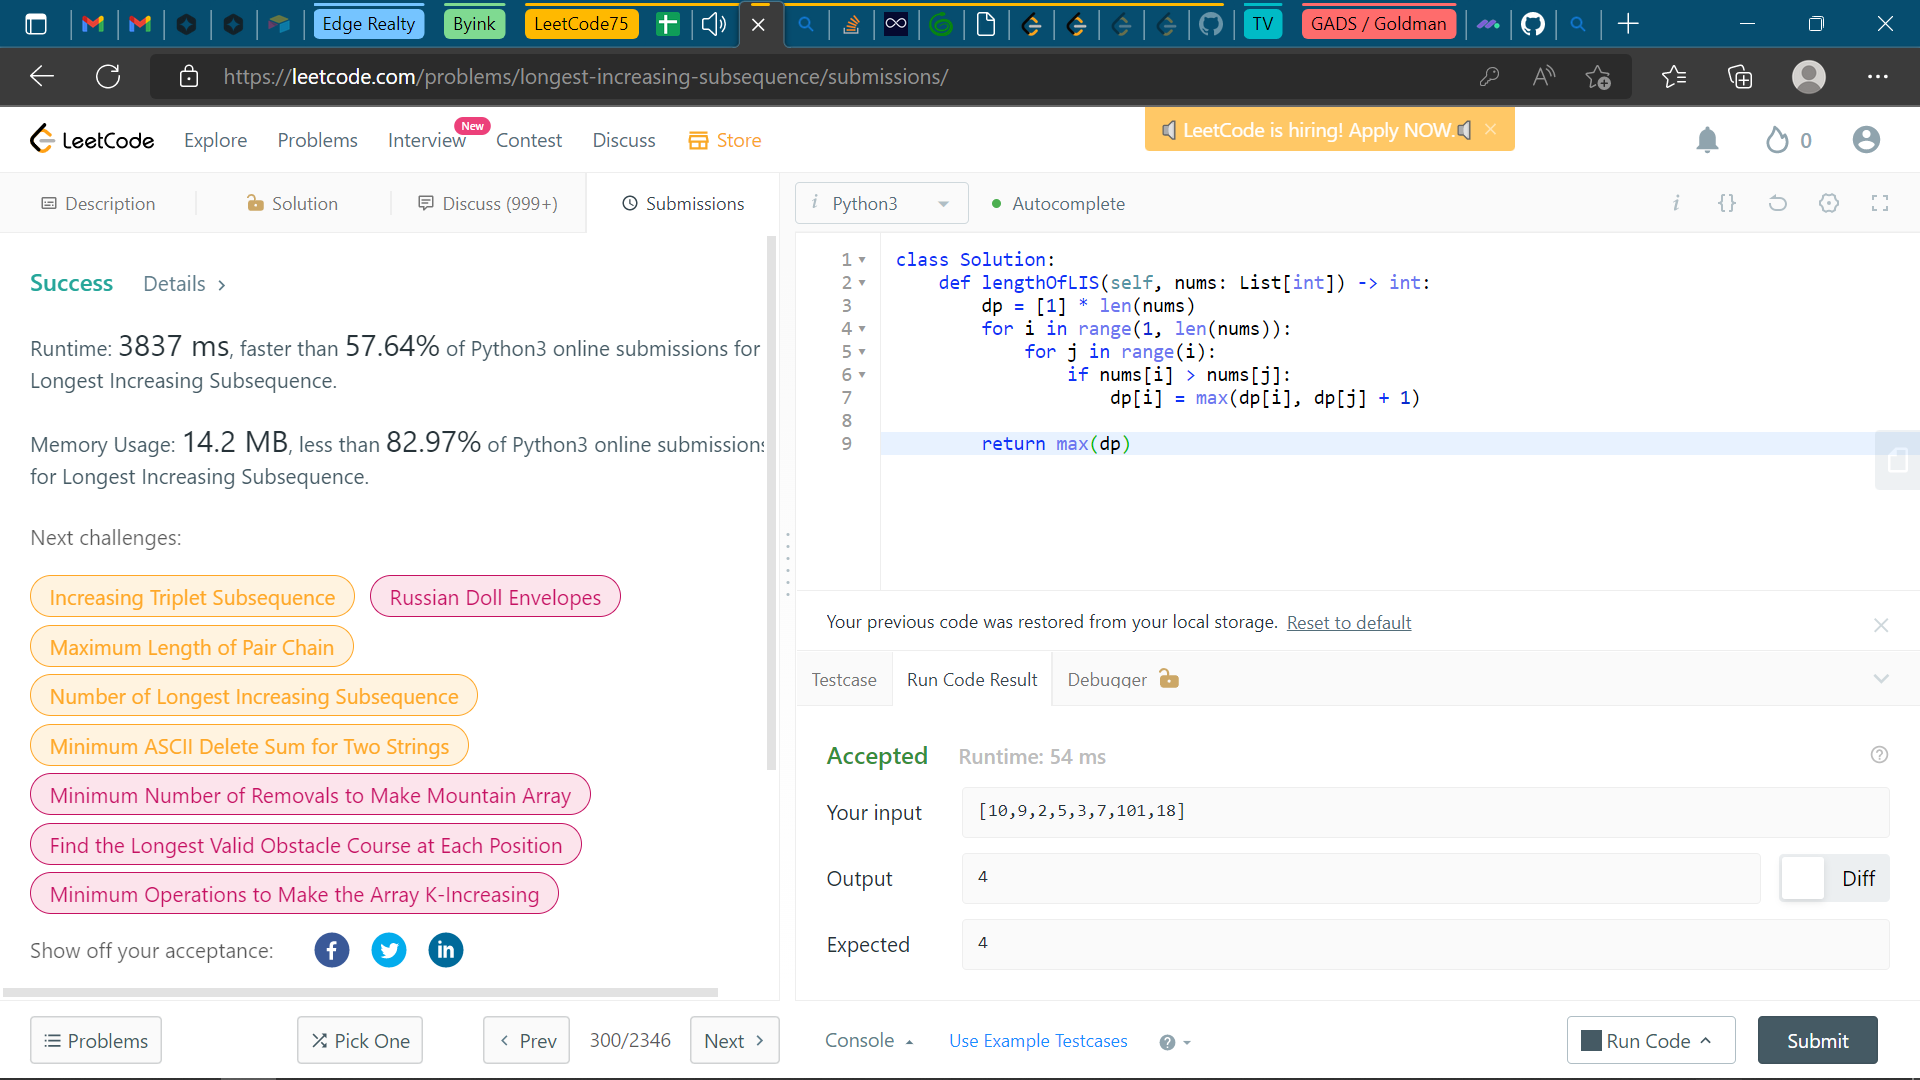 Edge Realty
Byink
LeetCode75
TV
GADS / Goldman
https://leetcode.com/problems/longest-increasing-subsequence/submissions/
LeetCode
Explore
Problems
Interview
New
Contest
Discuss
Store
LeetCode is hiring! Apply NOW.
0
Description
Solution
Discuss (999+)
Submissions
Python3
Autocomplete
Success
Details
Runtime: 3837 ms, faster than 57.64% of Python3 online submissions for
Longest Increasing Subsequence.
Memory Usage: 14.2 MB, less than 82.97% of Python3 online submissions
for Longest Increasing Subsequence.
Next challenges:
Increasing Triplet Subsequence
Russian Doll Envelopes
Maximum Length of Pair Chain
Number of Longest Increasing Subsequence
Minimum ASCII Delete Sum for Two Strings
Minimum Number of Removals to Make Mountain Array
Find the Longest Valid Obstacle Course at Each Position
Minimum Operations to Make the Array K-Increasing
Show off your acceptance:
1 class Solution:
2 def lengthOfLIS(self, nums: List[int]) -> int:
3 dp = [1] * len(nums)
4 for i in range(1, len(nums)):
5 for j in range(i):
6 if nums[i] > nums[j]:
7 dp[i] = max(dp[i], dp[j] + 1)
8
9 return max(dp)
Your previous code was restored from your local storage. Reset to default
Testcase
Run Code Result
Debugger
Accepted
Runtime: 54 ms
Your input
[10,9,2,5,3,7,101,18]
Output
4
Diff
Expected
4
Problems
Pick One
Prev
300/2346
Next
Console
Use Example Testcases
Run Code
Submit